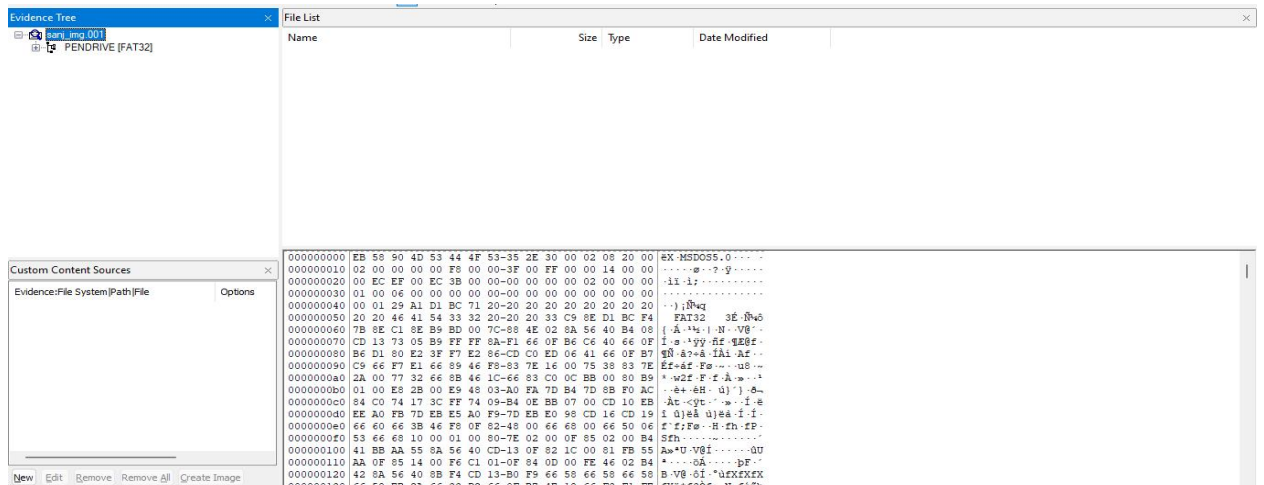 Evidence Tree
sanj_img.001
PENDRIVE [FAT32]
File List
Name Size Type Date Modified
Custom Content Sources
Evidence:File System|Path|File Options
New Edit Remove Remove All Create Image
000000000 EB 58 90 4D 53 44 4F 53-35 2E 30 00 02 08 20 00 ëX·MSDOS5.0··· ·
000000010 02 00 00 00 00 F8 00 00-3F 00 FF 00 00 14 00 00 ·····ø··?·ÿ·····
000000020 00 EC EF 00 EC 3B 00 00-00 00 00 00 02 00 00 00 ·ìï·ì;··········
000000030 01 00 06 00 00 00 00 00-00 00 00 00 00 00 00 00 ················
000000040 00 01 29 A1 D1 BC 71 20-20 20 20 20 20 20 20 20 ··)¡Ñ¼q
000000050 20 20 46 41 54 33 32 20-20 20 33 C9 8E D1 BC F4 FAT32 3É·Ñ¼ô
000000060 7B 8E C1 8E B9 BD 00 7C-88 4E 02 8A 56 40 B4 08
000000070 CD 13 73 05 B9 FF FF 8A-F1 66 0F B6 C6 40 66 0F
000000080 B6 D1 80 E2 3F F7 E2 86-CD C0 ED 06 41 66 0F B7
000000090 C9 66 F7 E1 66 89 46 F8-83 7E 16 00 75 38 83 7E
0000000a0 2A 00 77 32 66 8B 46 1C-66 83 C0 0C BB 00 80 B9
0000000b0 01 00 E8 2B 00 E9 48 03-A0 FA 7D B4 7D 8B F0 AC
0000000c0 84 C0 74 17 3C FF 74 09-B4 0E BB 07 00 CD 10 EB
0000000d0 EE A0 FB 7D EB E5 A0 F9-7D EB E0 98 CD 16 CD 19
0000000e0 66 60 66 3B 46 F8 0F 82-48 00 66 68 00 66 50 06
0000000f0 53 66 68 10 00 01 00 80-7E 02 00 0F 85 02 00 B4
000000100 41 BB AA 55 8A 56 40 CD-13 0F 82 1C 00 81 FB 55
000000110 AA 0F 85 14 00 F6 C1 01-0F 84 0D 00 FE 46 02 B4
000000120 42 8A 56 40 8B F4 CD 13-B0 F9 66 58 66 58 66 58